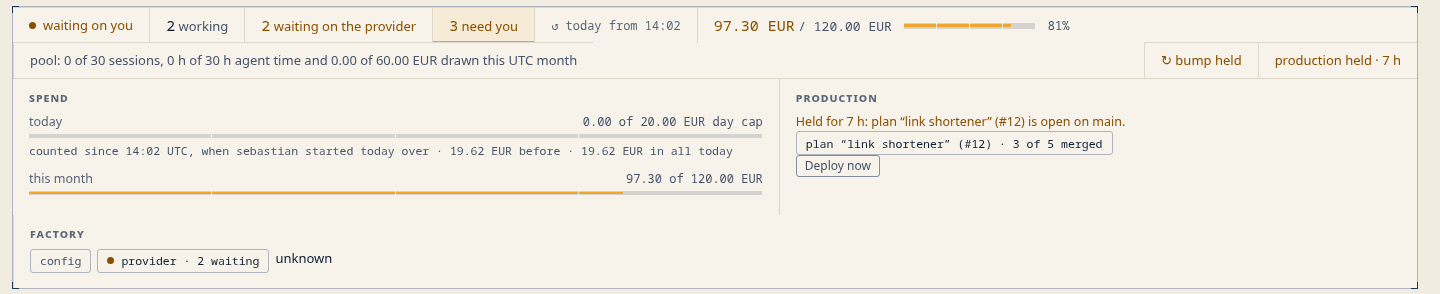 waiting on you 2 working 2 waiting on the provider 3 need you ↺ today from 14:02 97.30 EUR / 120.00 EUR 81%
pool: 0 of 30 sessions, 0 h of 30 h agent time and 0.00 of 60.00 EUR drawn this UTC month ↻ bump held production held · 7 h
SPEND
today 0.00 of 20.00 EUR day cap
counted since 14:02 UTC, when sebastian started today over · 19.62 EUR before · 19.62 EUR in all today
this month 97.30 of 120.00 EUR
PRODUCTION
Held for 7 h: plan “link shortener” (#12) is open on main.
plan “link shortener” (#12) · 3 of 5 merged
Deploy now
FACTORY
config provider · 2 waiting unknown